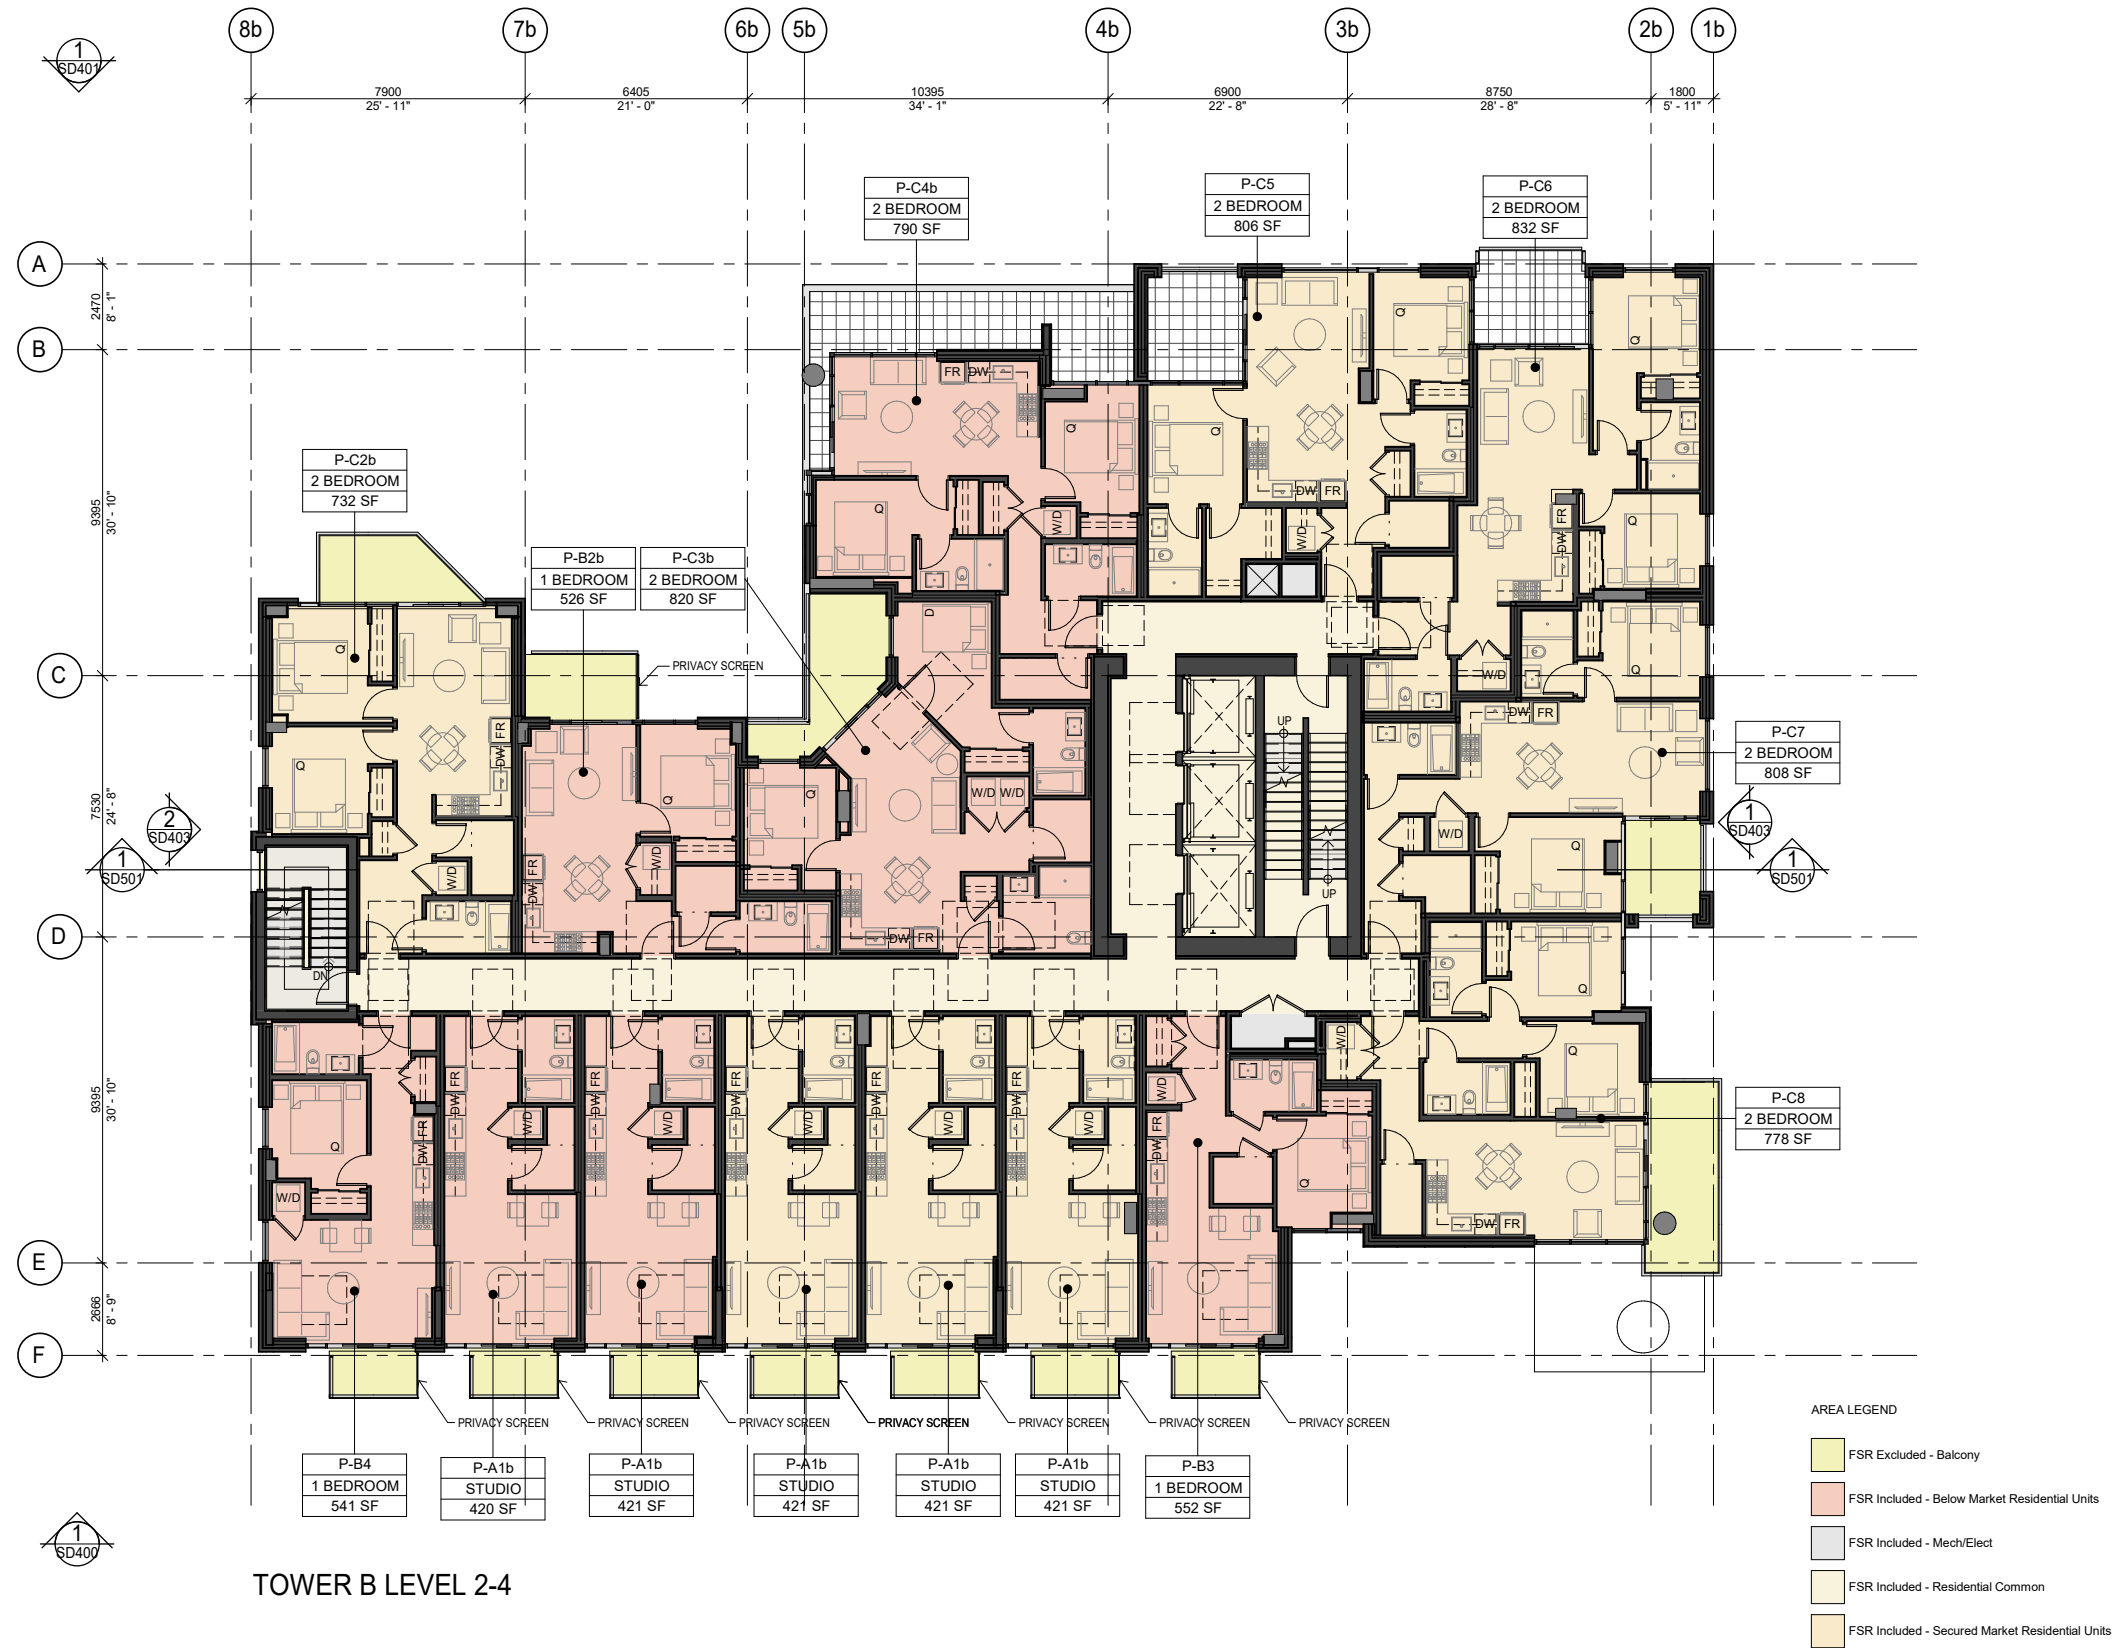 8b
7b
6b
5b
4b
3b
2b
1b
1
SD401
7900
25' - 11"
6405
21' - 0"
10395
34' - 1"
6900
22' - 8"
8750
28' - 8"
1800
5' - 11"
P-C4b
2 BEDROOM
790 SF
P-C5
2 BEDROOM
806 SF
P-C6
2 BEDROOM
832 SF
A
2470
8' - 1"
B
9395
30' - 10"
C
7530
24' - 8"
D
9395
30' - 10"
E
2666
8' - 9"
F
P-C2b
2 BEDROOM
732 SF
P-B2b
1 BEDROOM
526 SF
P-C3b
2 BEDROOM
820 SF
PRIVACY SCREEN
FR
DW
Q
Q
W/D
D
Q
Q
DW
FR
W/D
Q
Q
FR
DW
Q
W/D
Q
DW
FR
W/D
Q
Q
Q
FR
DW
W/D
Q
FR
DW
W/D
Q
W/D
W/D
DW
FR
UP
UP
DN
P-C7
2 BEDROOM
808 SF
2
SD403
1
SD501
1
SD403
1
SD501
Q
Q
W/D
DW
FR
W/D
FR
DW
Q
FR
DW
W/D
FR
DW
W/D
FR
DW
W/D
FR
DW
W/D
FR
DW
W/D
W/D
FR
DW
Q
P-C8
2 BEDROOM
778 SF
DW
FR
PRIVACY SCREEN
PRIVACY SCREEN
PRIVACY SCREEN
PRIVACY SCREEN
PRIVACY SCREEN
PRIVACY SCREEN
PRIVACY SCREEN
P-B4
1 BEDROOM
541 SF
P-A1b
STUDIO
420 SF
P-A1b
STUDIO
421 SF
P-A1b
STUDIO
421 SF
P-A1b
STUDIO
421 SF
P-A1b
STUDIO
421 SF
P-B3
1 BEDROOM
552 SF
1
SD400
TOWER B LEVEL 2-4
AREA LEGEND
FSR Excluded - Balcony
FSR Included - Below Market Residential Units
FSR Included - Mech/Elect
FSR Included - Residential Common
FSR Included - Secured Market Residential Units